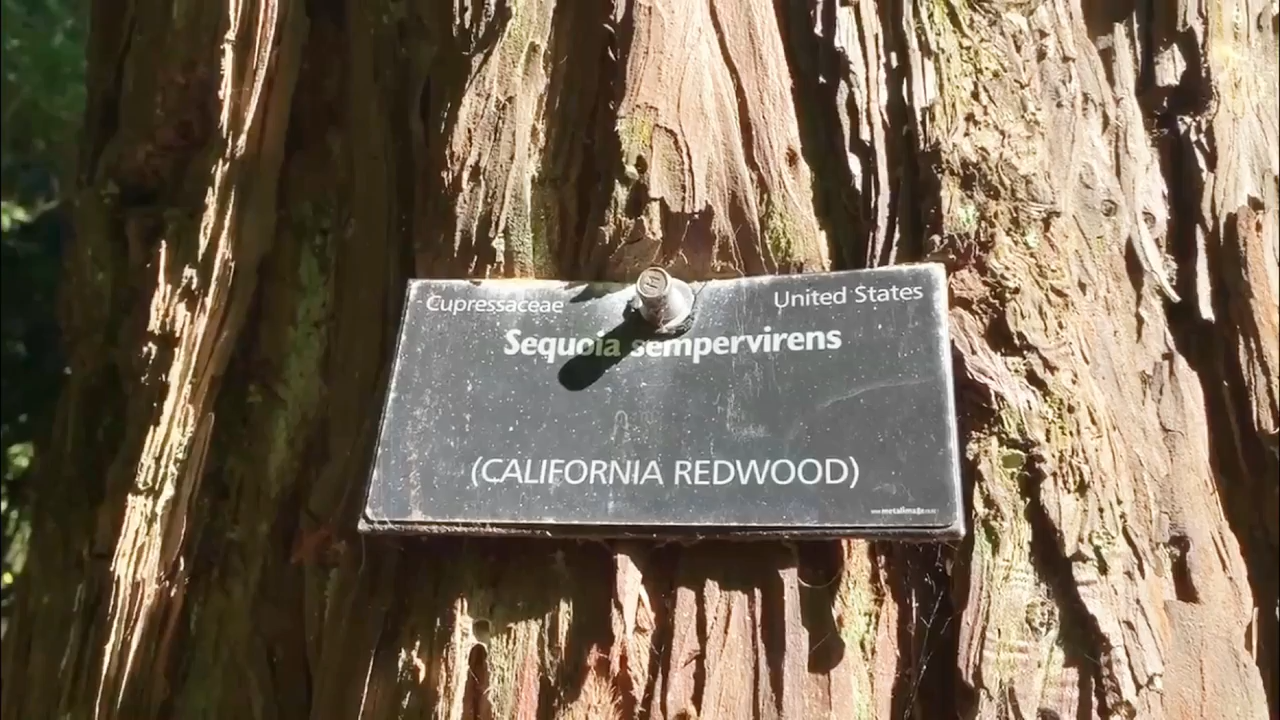 Cupressaceae United States
Sequoia sempervirens
(CALIFORNIA REDWOOD)